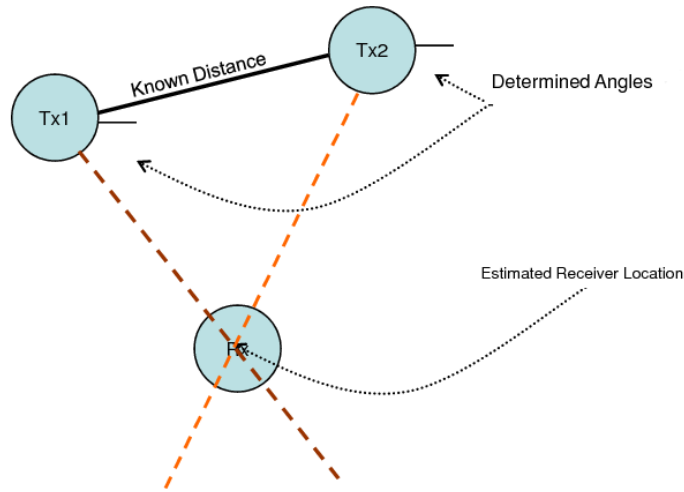 Tx2
Known Distance
Determined Angles
Tx1
Estimated Receiver Location
Rx